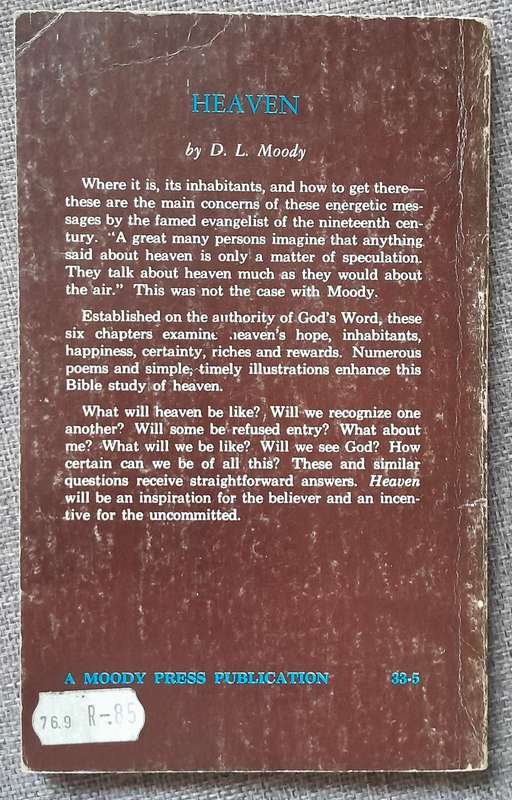 HEAVEN
by D. L. Moody
Where it is, its inhabitants, and how to get there—
these are the main concerns of these energetic mes-
sages by the famed evangelist of the nineteenth cen-
tury. "A great many persons imagine that anything
said about heaven is only a matter of speculation.
They talk about heaven much as they would about
the air." This was not the case with Moody.
Established on the authority of God's Word, these
six chapters examine heaven's hope, inhabitants,
happiness, certainty, riches and rewards. Numerous
poems and simple, timely illustrations enhance this
Bible study of heaven.
What will heaven be like? Will we recognize one
another? Will some be refused entry? What about
me? What will we be like? Will we see God? How
certain can we be of all this? These and similar
questions receive straightforward answers. Heaven
will be an inspiration for the believer and an incen-
tive for the uncommitted.
A MOODY PRESS PUBLICATION 33-5
76.9 R-.85